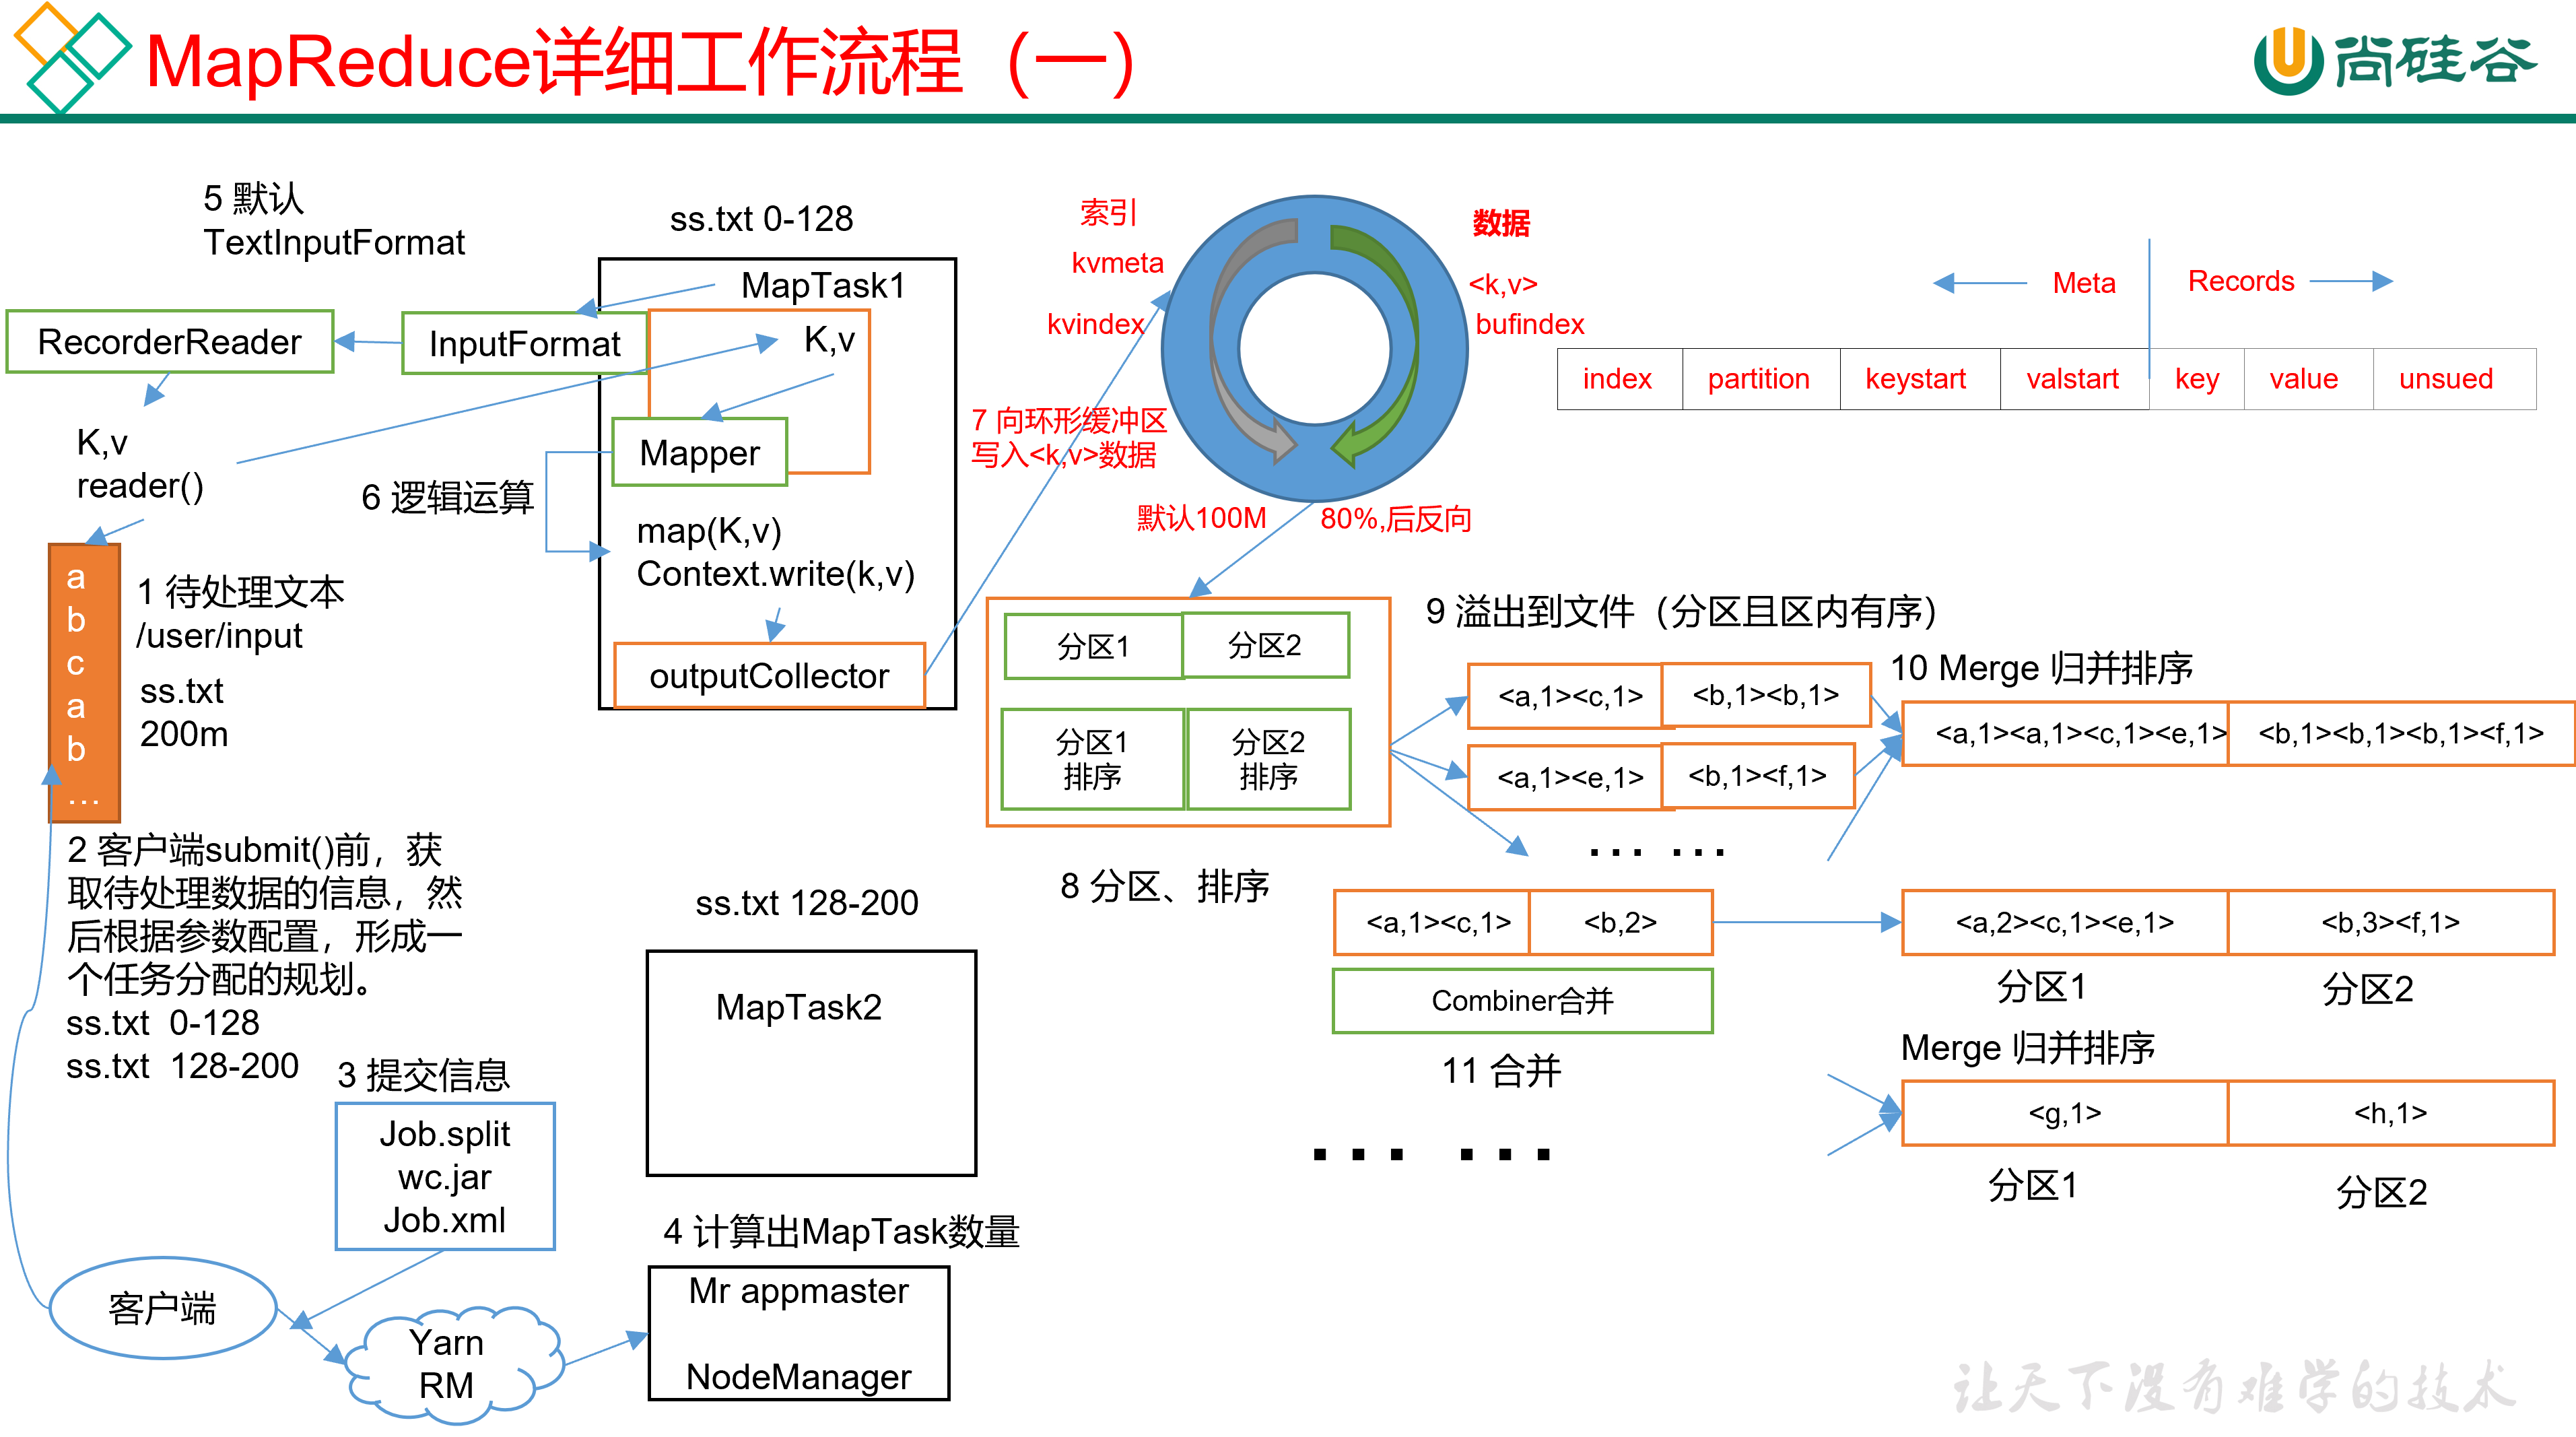 MapReduce详细工作流程（一）
尚硅谷
5 默认
TextInputFormat
RecorderReader
InputFormat
K,v
reader()
a
b
c
a
b
…
1 待处理文本
/user/input
ss.txt
200m
2 客户端submit()前，获
取待处理数据的信息，然
后根据参数配置，形成一
个任务分配的规划。
ss.txt 0-128
ss.txt 128-200
3 提交信息
Job.split
wc.jar
Job.xml
客户端
Yarn
RM
4 计算出MapTask数量
Mr appmaster
NodeManager
ss.txt 0-128
MapTask1
K,v
Mapper
6 逻辑运算
map(K,v)
Context.write(k,v)
outputCollector
ss.txt 128-200
MapTask2
索引
kvmeta
kvindex
数据
<k,v>
bufindex
7 向环形缓冲区
写入<k,v>数据
默认100M
80%,后反向
Meta
Records
index
partition
keystart
valstart
key
value
unsued
分区1
分区2
分区1
排序
分区2
排序
8 分区、排序
9 溢出到文件（分区且区内有序）
<a,1><c,1>
<b,1><b,1>
<a,1><e,1>
<b,1><f,1>
… …
10 Merge 归并排序
<a,1><a,1><c,1><e,1>
<b,1><b,1><b,1><f,1>
<a,1><c,1>
<b,2>
Combiner合并
11 合并
<a,2><c,1><e,1>
<b,3><f,1>
分区1
分区2
Merge 归并排序
<g,1>
<h,1>
分区1
分区2
… …
让天下没有难学的技术